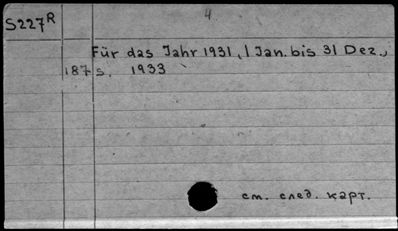 4
S227R
Für das Jahr 1931, 1 Jan. bis 31 Dez.,
187 s. 1933
см. след. карт.